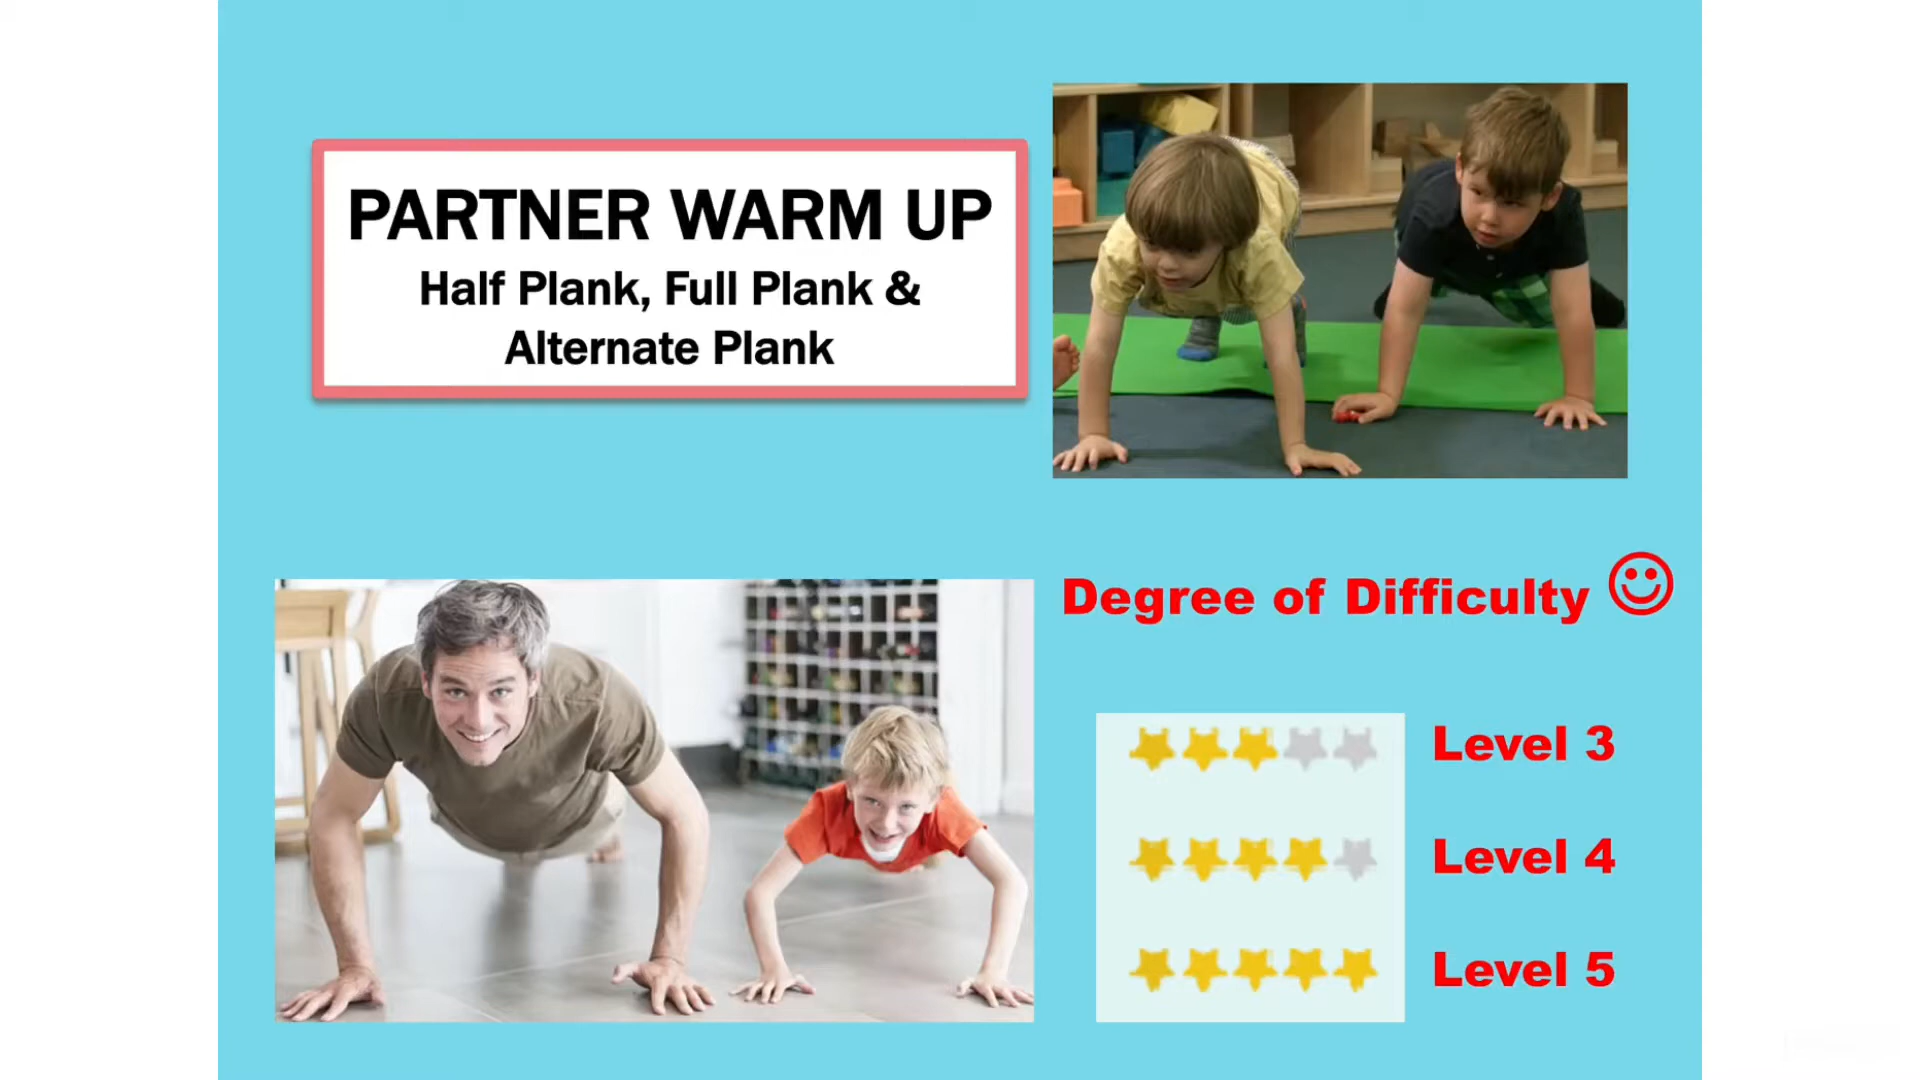 PARTNER WARM UP
Half Plank, Full Plank &
Alternate Plank
Degree of Difficulty
Level 3
Level 4
Level 5